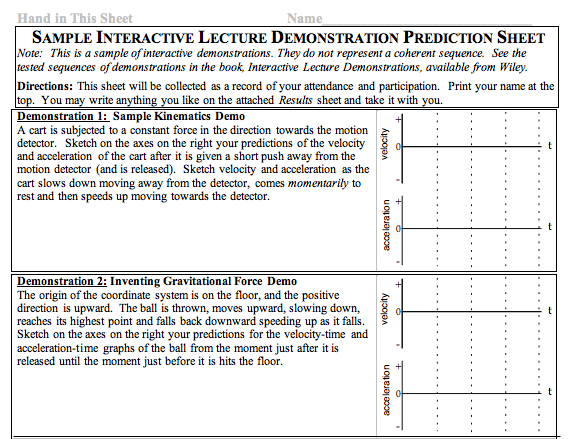 Hand in This Sheet Name
SAMPLE INTERACTIVE LECTURE DEMONSTRATION PREDICTION SHEET
Note: This is a sample of interactive demonstrations. They do not represent a coherent sequence. See the
tested sequences of demonstrations in the book, Interactive Lecture Demonstrations, available from Wiley.
Directions: This sheet will be collected as a record of your attendance and participation. Print your name at the
top. You may write anything you like on the attached Results sheet and take it with you.
Demonstration 1: Sample Kinematics Demo
A cart is subjected to a constant force in the direction towards the motion
detector. Sketch on the axes on the right your predictions of the velocity
and acceleration of the cart after it is given a short push away from the
motion detector (and is released). Sketch velocity and acceleration as the
cart slows down moving away from the detector, comes momentarily to
rest and then speeds up moving towards the detector.
velocity
+
0
-
t
acceleration
+
0
-
t
Demonstration 2: Inventing Gravitational Force Demo
The origin of the coordinate system is on the floor, and the positive
direction is upward. The ball is thrown, moves upward, slowing down,
reaches its highest point and falls back downward speeding up as it falls.
Sketch on the axes on the right your predictions for the velocity-time and
acceleration-time graphs of the ball from the moment just after it is
released until the moment just before it is hits the floor.
velocity
+
0
-
t
acceleration
+
0
-
t